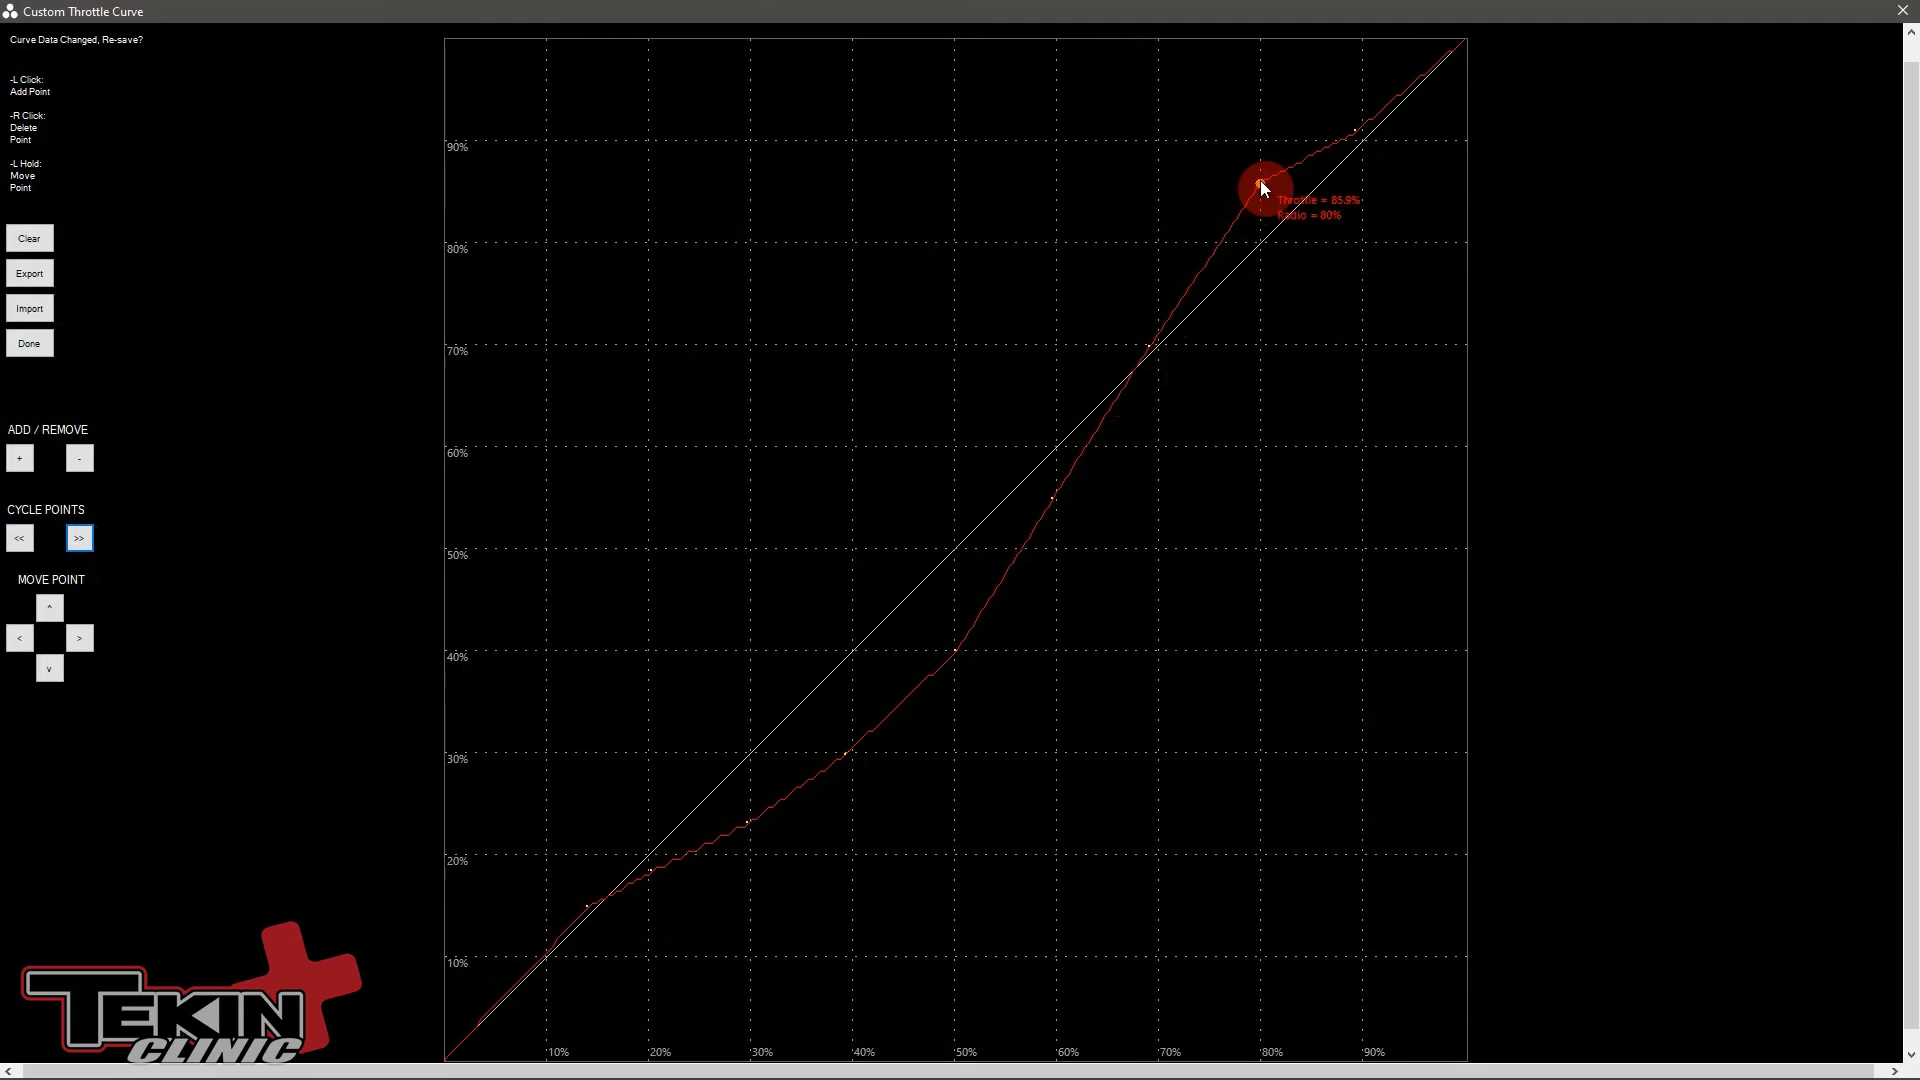 Custom Throttle Curve
Curve Data Changed, Re-save?
-L Click:
Add Point
-R Click:
Delete
Point
-L Hold:
Move
Point
Clear
Export
Import
Done
ADD / REMOVE
+ -
CYCLE POINTS
<< >>
MOVE POINT
^
< >
v
90%
80%
70%
60%
50%
40%
30%
20%
10%
Throttle = 85.9%
Radio = 80%
10% 20% 30% 40% 50% 60% 70% 80% 90%
TEKIN
CLINIC